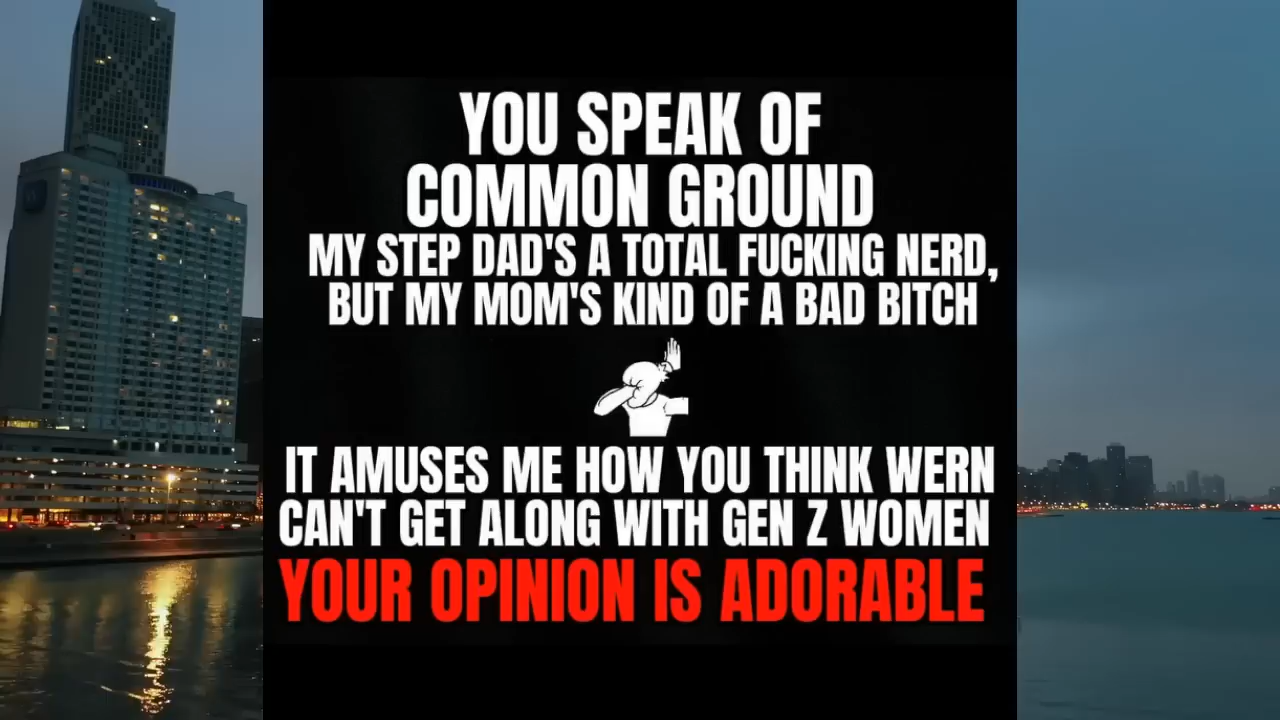 YOU SPEAK OF
COMMON GROUND
MY STEP DAD'S A TOTAL FUCKING NERD,
BUT MY MOM'S KIND OF A BAD BITCH
IT AMUSES ME HOW YOU THINK WERN
CAN'T GET ALONG WITH GEN Z WOMEN
YOUR OPINION IS ADORABLE